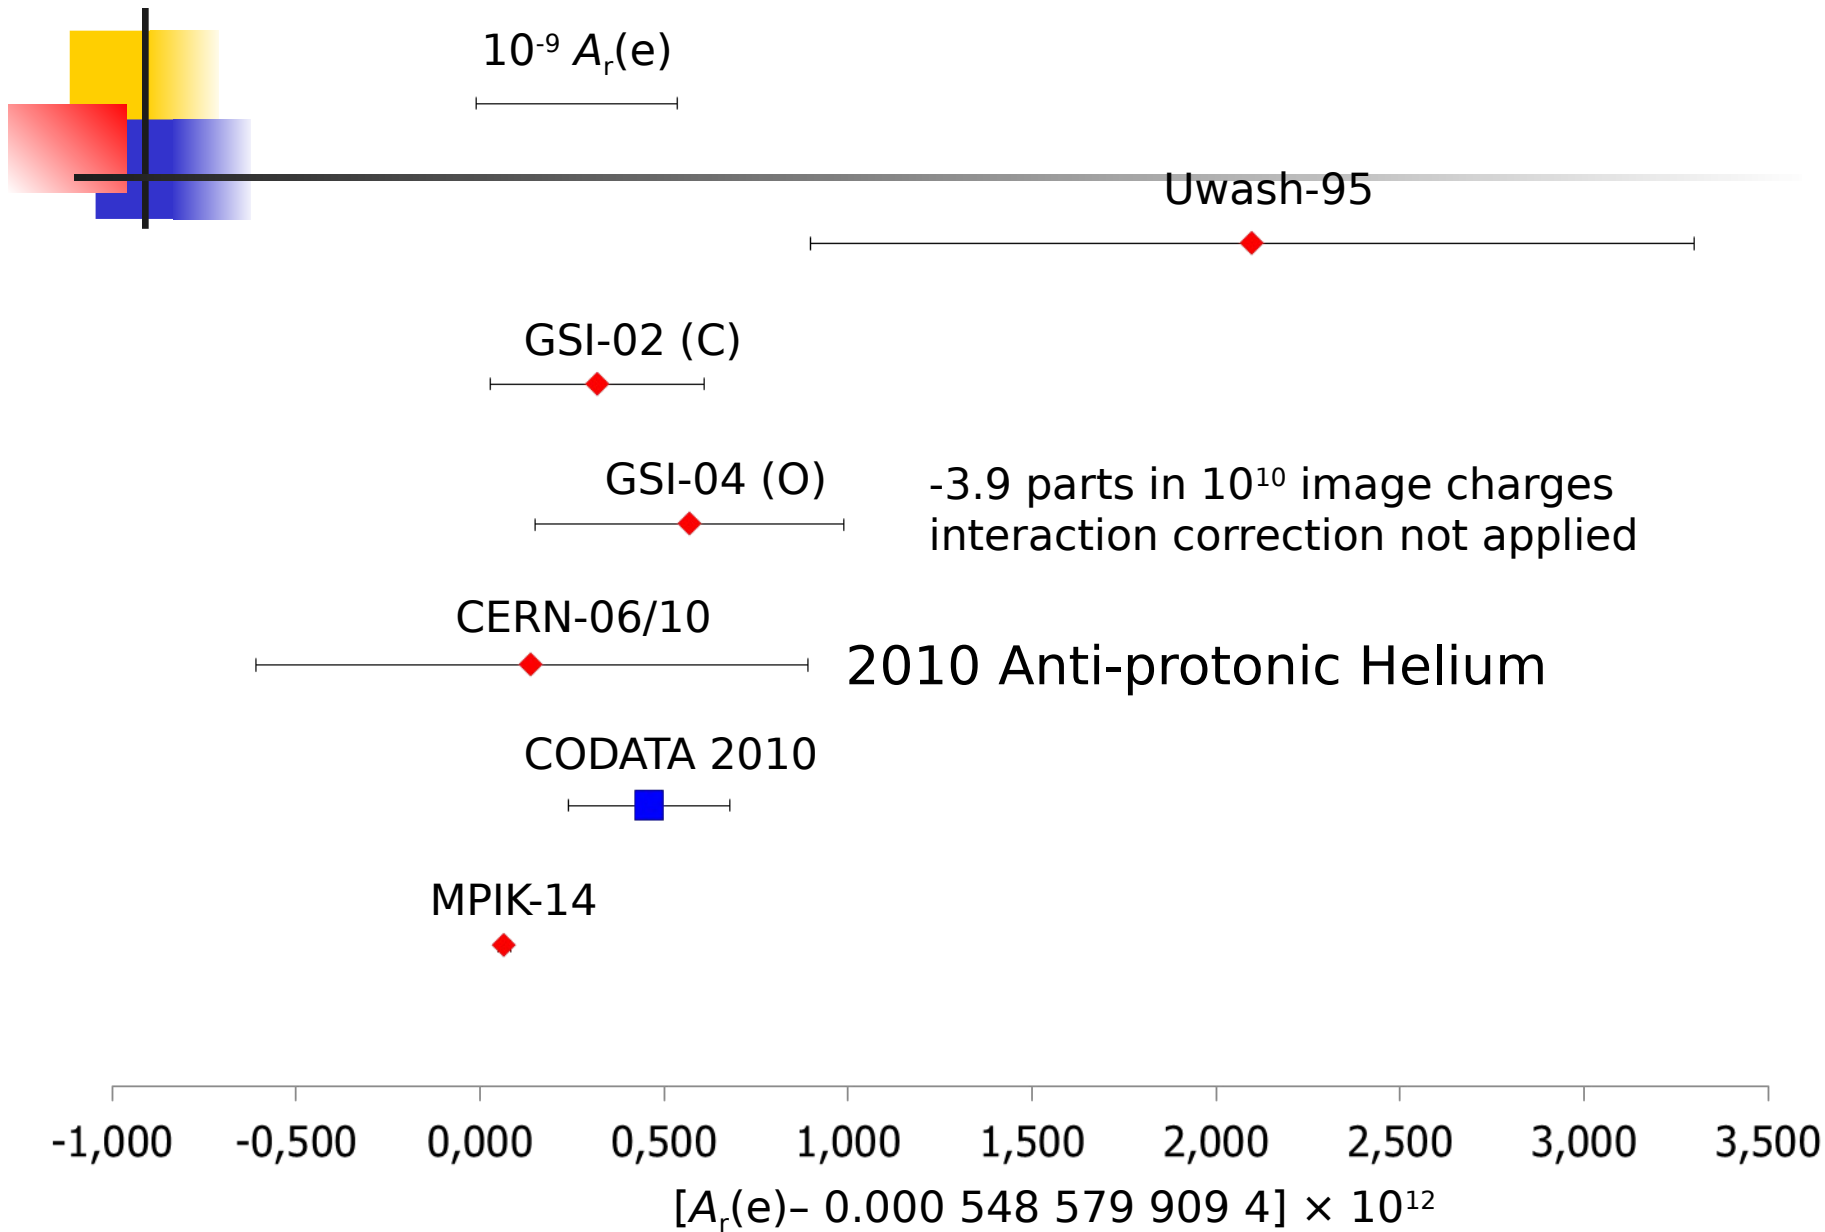 10⁻⁹ Aᵣ(e)
Uwash-95
GSI-02 (C)
GSI-04 (O)
-3.9 parts in 10¹⁰ image charges
interaction correction not applied
CERN-06/10
2010 Anti-protonic Helium
CODATA 2010
MPIK-14
-1,000 -0,500 0,000 0,500 1,000 1,500 2,000 2,500 3,000 3,500
[Aᵣ(e)– 0.000 548 579 909 4] × 10¹²